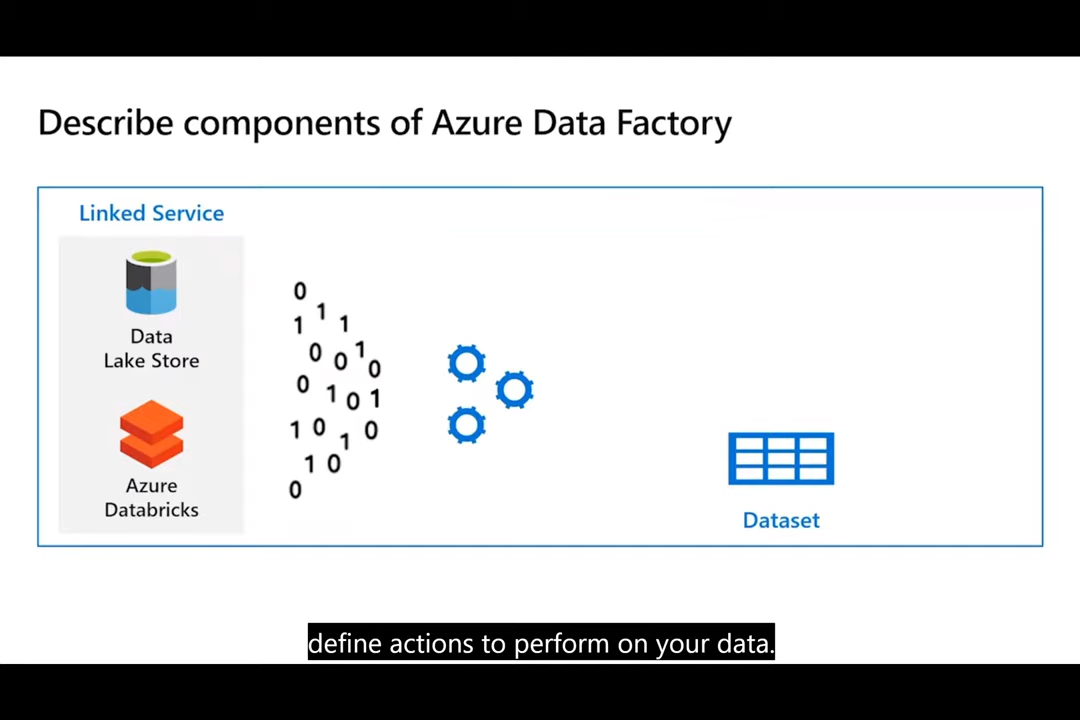 Describe components of Azure Data Factory
Linked Service
Data
Lake Store
Azure
Databricks
0
1
1 1
0 0 1
0
0 1 0 1
1 0 1 0
1 0
0
Dataset
define actions to perform on your data.